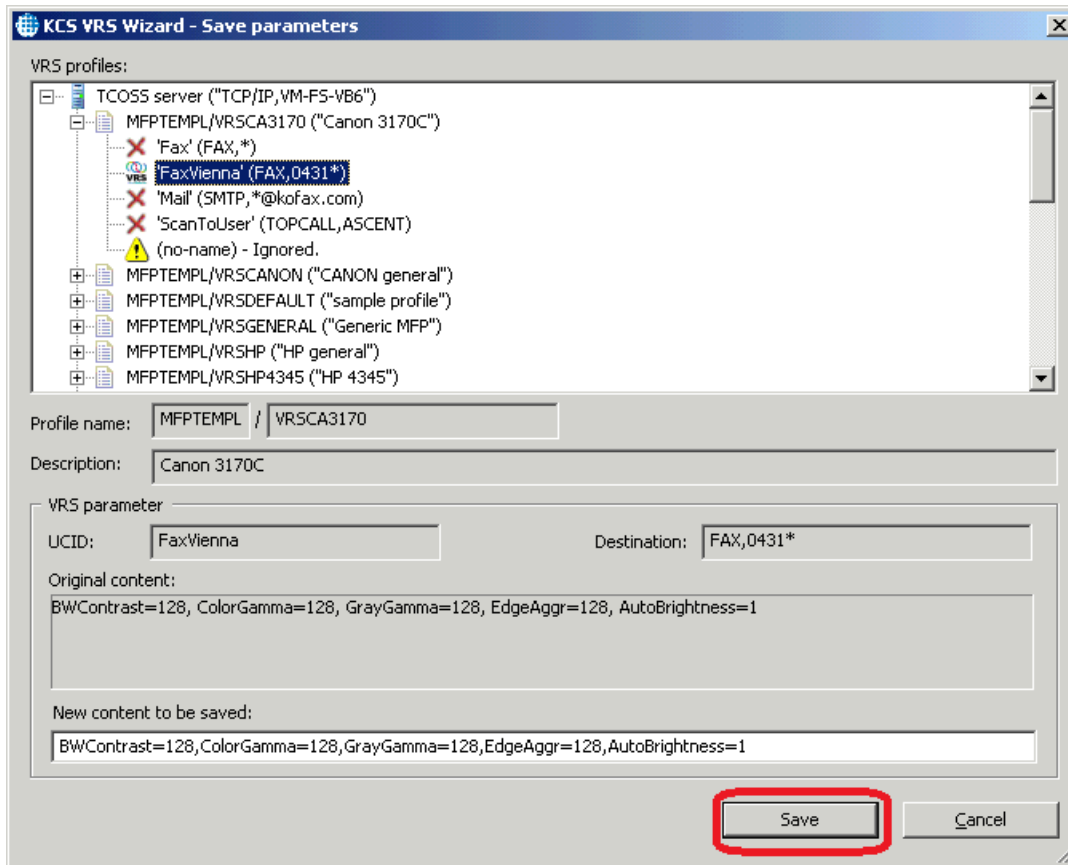 KCS VRS Wizard - Save parameters
VRS profiles:
TCOSS server ("TCP/IP,VM-FS-VB6")
MFPTEMPL/VRSCA3170 ("Canon 3170C")
'Fax' (FAX,*)
VRS 'FaxVienna' (FAX,0431*)
'Mail' (SMTP,*@kofax.com)
'ScanToUser' (TOPCALL,ASCENT)
(no-name) - Ignored.
MFPTEMPL/VRSCANON ("CANON general")
MFPTEMPL/VRSDEFAULT ("sample profile")
MFPTEMPL/VRSGENERAL ("Generic MFP")
MFPTEMPL/VRSHP ("HP general")
MFPTEMPL/VRSHP4345 ("HP 4345")
Profile name: MFPTEMPL / VRSCA3170
Description: Canon 3170C
VRS parameter
UCID: FaxVienna Destination: FAX,0431*
Original content:
BWContrast=128, ColorGamma=128, GrayGamma=128, EdgeAggr=128, AutoBrightness=1
New content to be saved:
BWContrast=128,ColorGamma=128,GrayGamma=128,EdgeAggr=128,AutoBrightness=1
Save Cancel